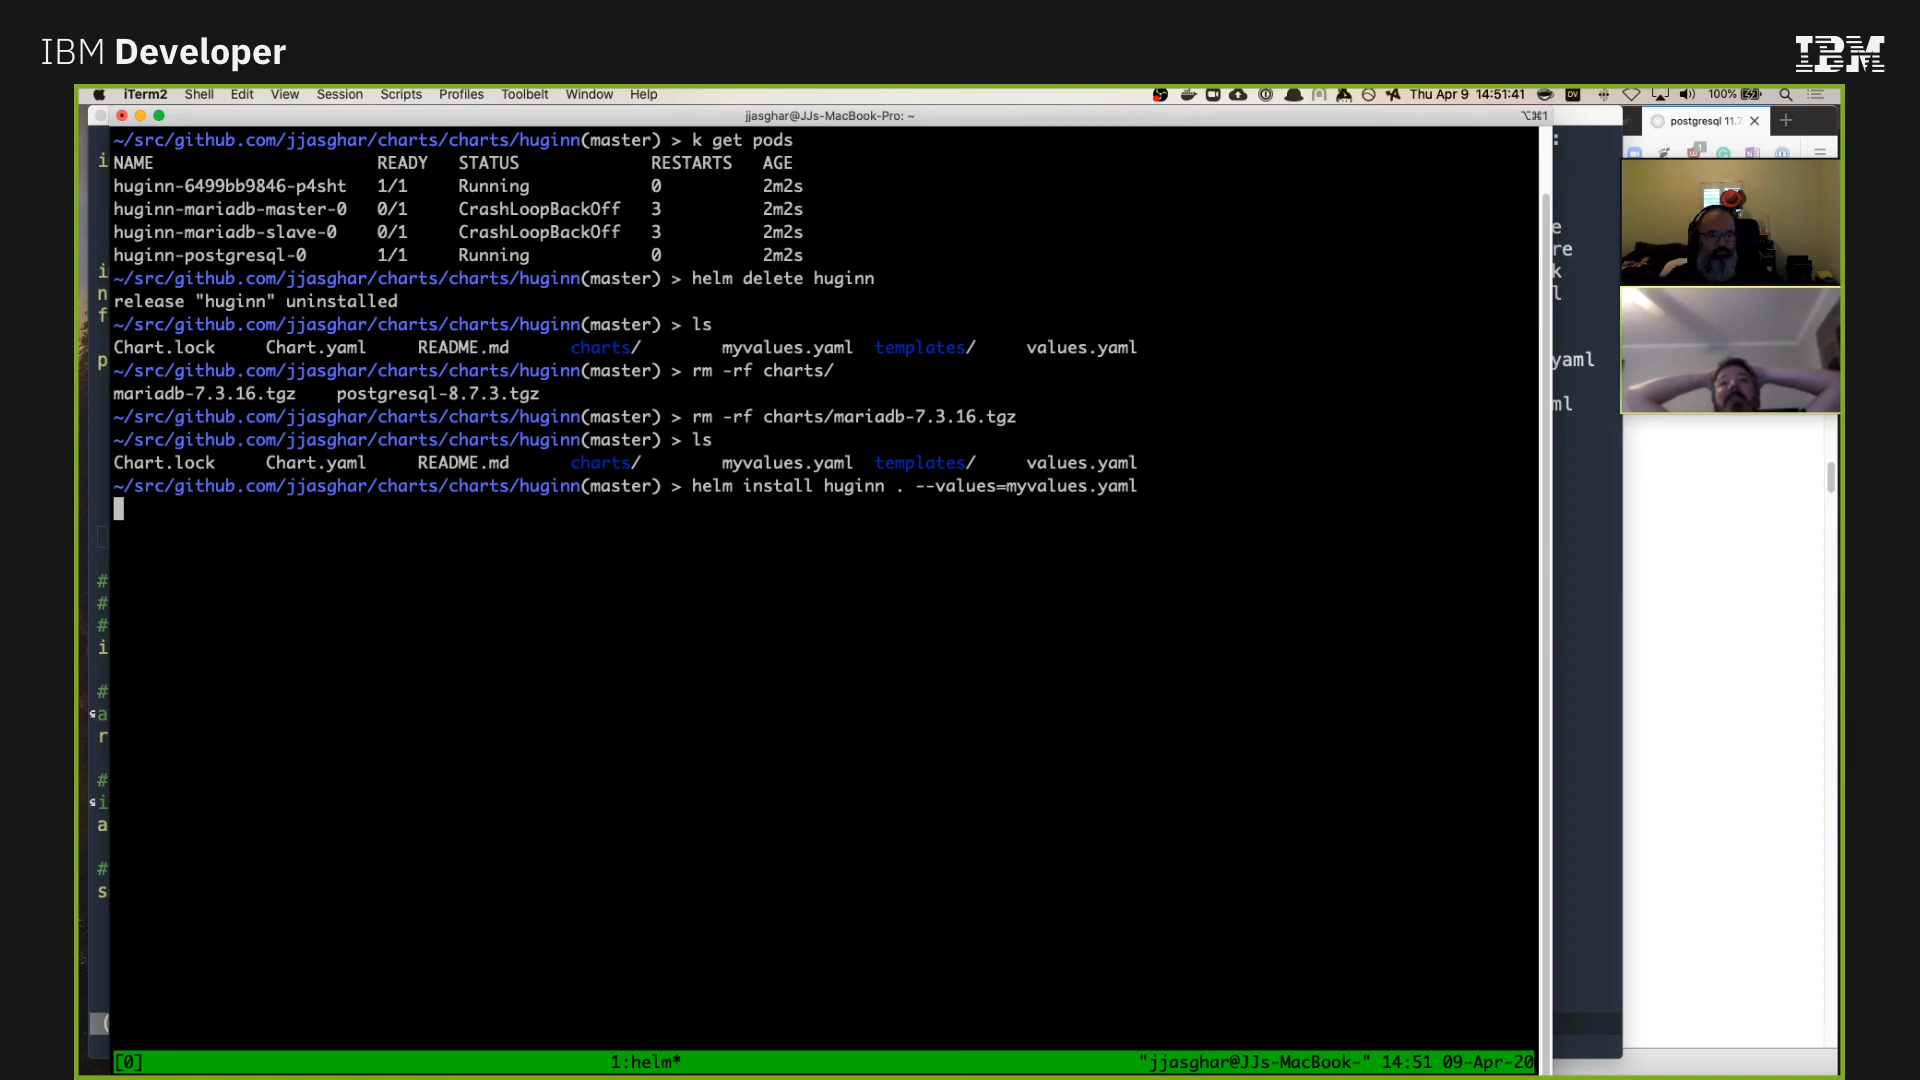 IBM Developer
IBM
iTerm2 Shell Edit View Session Scripts Profiles Toolbelt Window Help
Thu Apr 9 14:51:41
100%
jjasghar@JJs-MacBook-Pro: ~
⌥⌘1
postgresql 11.7
~/src/github.com/jjasghar/charts/charts/huginn(master) > k get pods
NAME READY STATUS RESTARTS AGE
huginn-6499bb9846-p4sht 1/1 Running 0 2m2s
huginn-mariadb-master-0 0/1 CrashLoopBackOff 3 2m2s
huginn-mariadb-slave-0 0/1 CrashLoopBackOff 3 2m2s
huginn-postgresql-0 1/1 Running 0 2m2s
~/src/github.com/jjasghar/charts/charts/huginn(master) > helm delete huginn
release "huginn" uninstalled
~/src/github.com/jjasghar/charts/charts/huginn(master) > ls
Chart.lock Chart.yaml README.md charts/ myvalues.yaml templates/ values.yaml
~/src/github.com/jjasghar/charts/charts/huginn(master) > rm -rf charts/
mariadb-7.3.16.tgz postgresql-8.7.3.tgz
~/src/github.com/jjasghar/charts/charts/huginn(master) > rm -rf charts/mariadb-7.3.16.tgz
~/src/github.com/jjasghar/charts/charts/huginn(master) > ls
Chart.lock Chart.yaml README.md charts/ myvalues.yaml templates/ values.yaml
~/src/github.com/jjasghar/charts/charts/huginn(master) > helm install huginn . --values=myvalues.yaml
[0] 1:helm* "jjasghar@JJs-MacBook-" 14:51 09-Apr-20